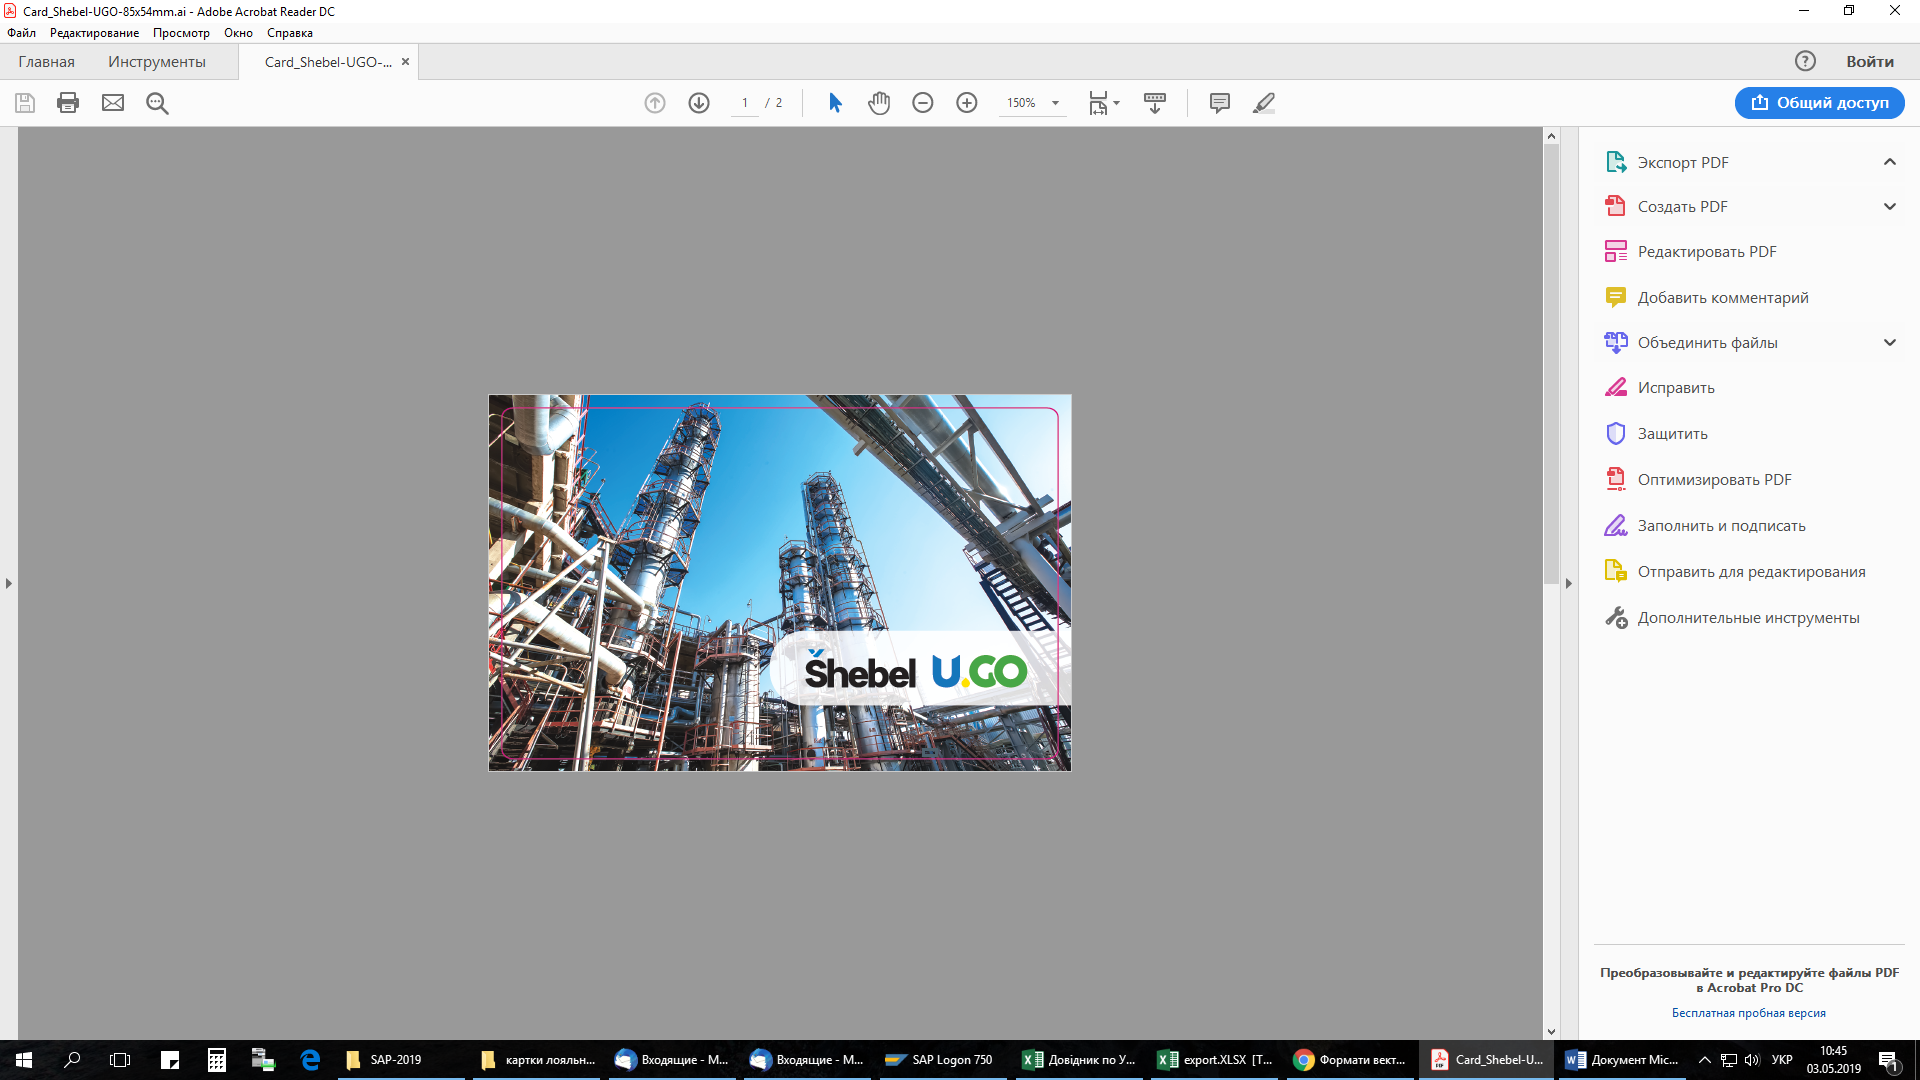 Card_Shebel-UGO-85x54mm.ai - Adobe Acrobat Reader DC
Файл Редактирование Просмотр Окно Справка
Главная Инструменты Card_Shebel-UGO-... Войти
1 / 2 150% Общий доступ
Экспорт PDF
Создать PDF
Редактировать PDF
Добавить комментарий
Объединить файлы
Исправить
Защитить
Оптимизировать PDF
Заполнить и подписать
Отправить для редактирования
Дополнительные инструменты
Shebel U.GO
Преобразовывайте и редактируйте файлы PDF
в Acrobat Pro DC
Бесплатная пробная версия
SAP-2019 картки лояльн... Входящие - M... Входящие - M... SAP Logon 750 Довідник по У... export.XLSX [Т... Формати вект... Card_Shebel-U... Документ Mic... УКР 10:45
03.05.2019 1